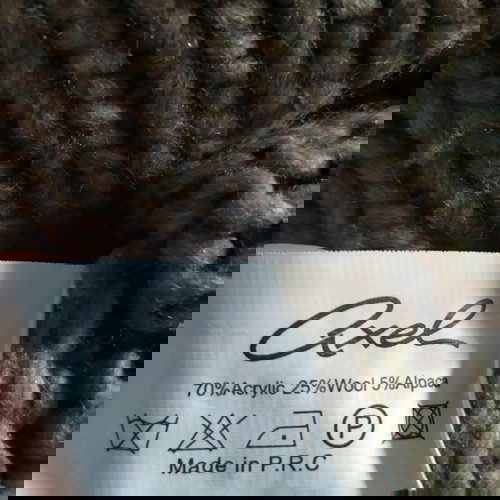 Axel
70% Acrylic 25% Wool 5% Alpaca
P
Made in P.R.C